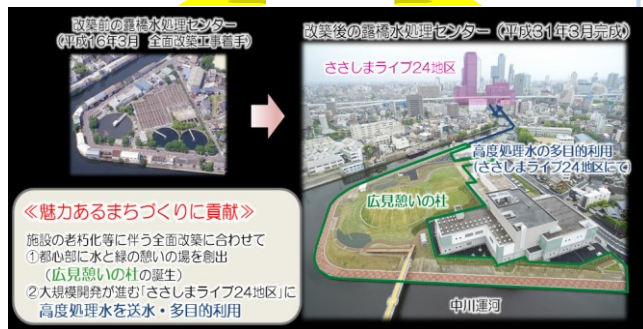 改築前の露橋水処理センター
(平成16年3月 全面改築工事着手)
改築後の露橋水処理センター(平成31年3月完成)
ささしまライブ24地区
高度処理水の多目的利用
(ささしまライブ24地区にて)
広見憩いの杜
中川運河
≪魅力あるまちづくりに貢献≫
施設の老朽化等に伴う全面改築に合わせて
①都心部に水と緑の憩いの場を創出
(広見憩いの杜の誕生)
②大規模開発が進む「ささしまライブ24地区」に
高度処理水を送水・多目的利用